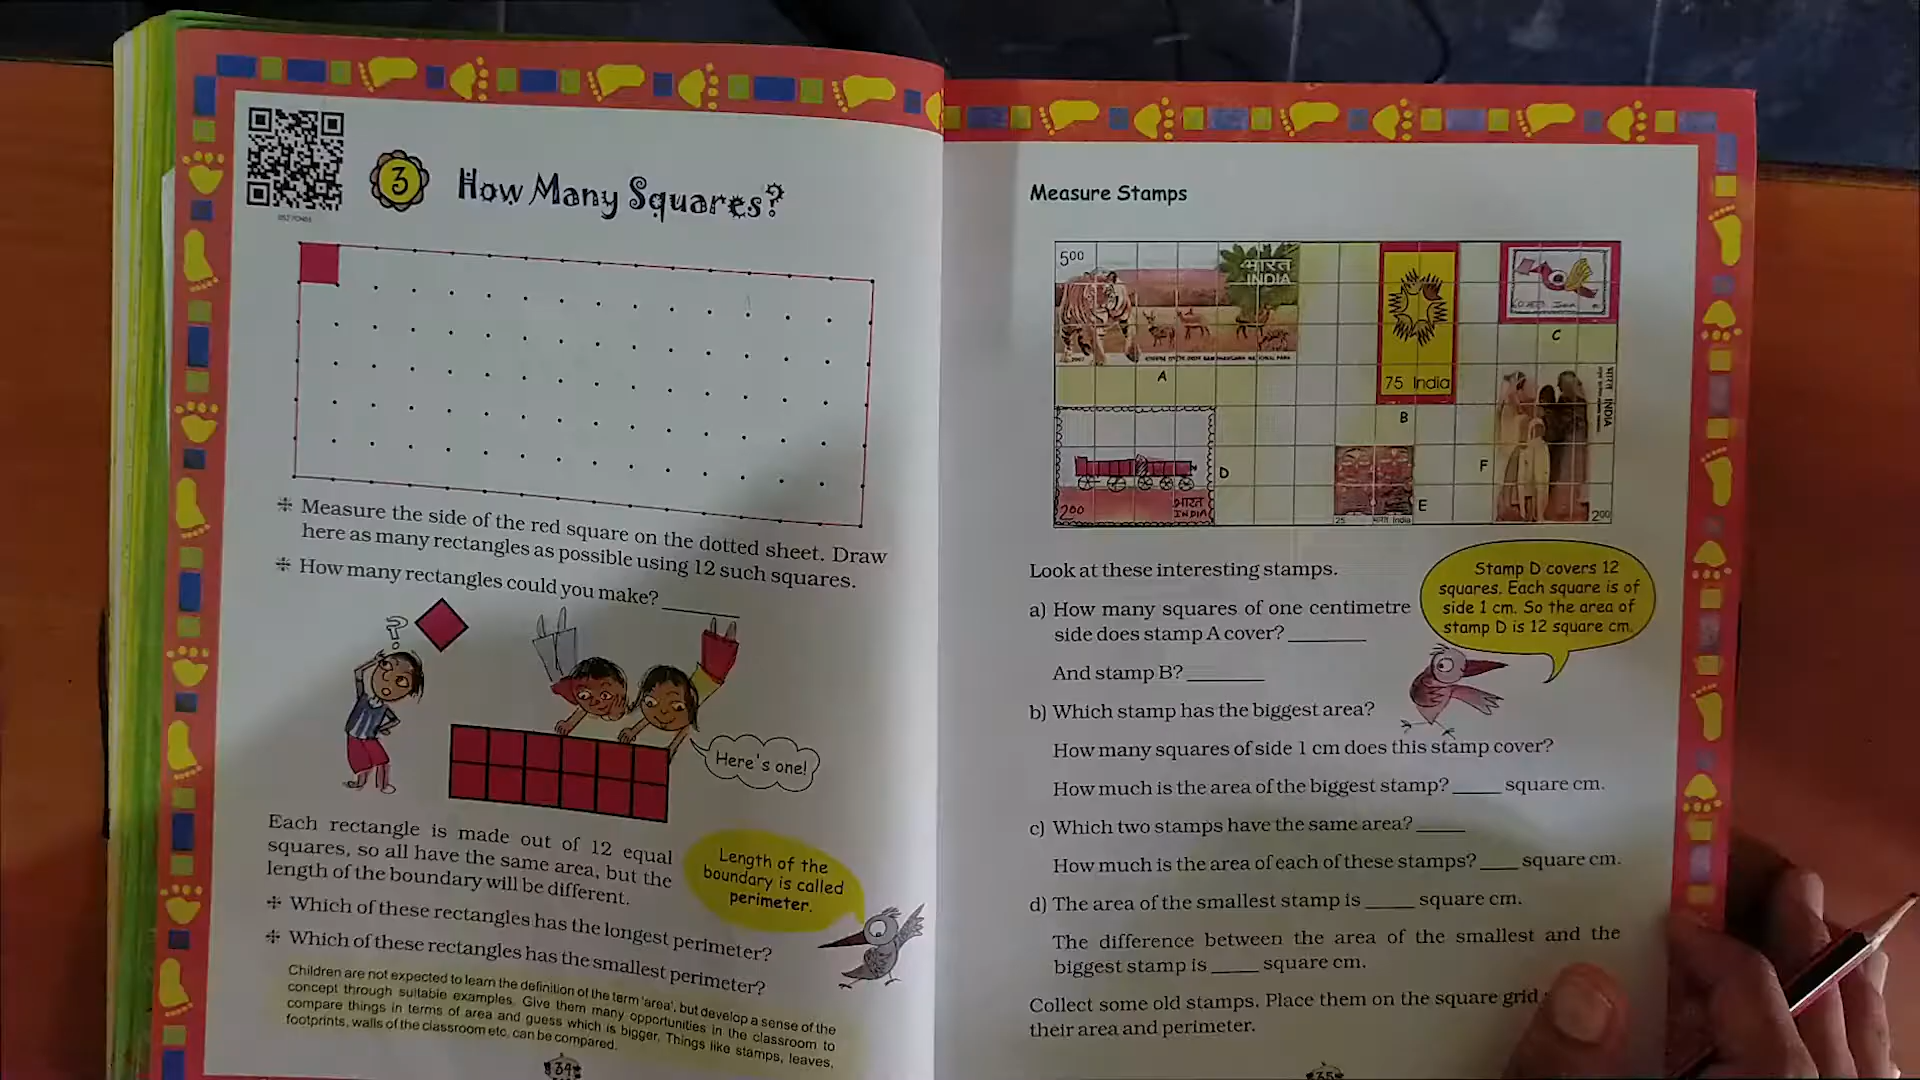 3
How Many Squares?
Measure the side of the red square on the dotted sheet. Draw
here as many rectangles as possible using 12 such squares.
How many rectangles could you make?
?
Here's one!
Each rectangle is made out of 12 equal
squares, so all have the same area, but the
length of the boundary will be different.
Length of the
boundary is called
perimeter.
Which of these rectangles has the longest perimeter?
Which of these rectangles has the smallest perimeter?
Children are not expected to learn the definition of the term 'area', but develop a sense of the
concept through suitable examples. Give them many opportunities in the classroom to
compare things in terms of area and guess which is bigger. Things like stamps, leaves,
footprints, walls of the classroom etc, can be compared.
34
Measure Stamps
500
भारत
INDIA
A
75 India
B
C
भारत INDIA
D
भारत
INDIA
200
F
E
25 भारत India
200
Look at these interesting stamps.
a) How many squares of one centimetre
side does stamp A cover?
And stamp B?
Stamp D covers 12
squares. Each square is of
side 1 cm. So the area of
stamp D is 12 square cm.
b) Which stamp has the biggest area?
How many squares of side 1 cm does this stamp cover?
How much is the area of the biggest stamp? square cm.
c) Which two stamps have the same area?
How much is the area of each of these stamps? square cm.
d) The area of the smallest stamp is square cm.
The difference between the area of the smallest and the
biggest stamp is square cm.
Collect some old stamps. Place them on the square grid
their area and perimeter.
35